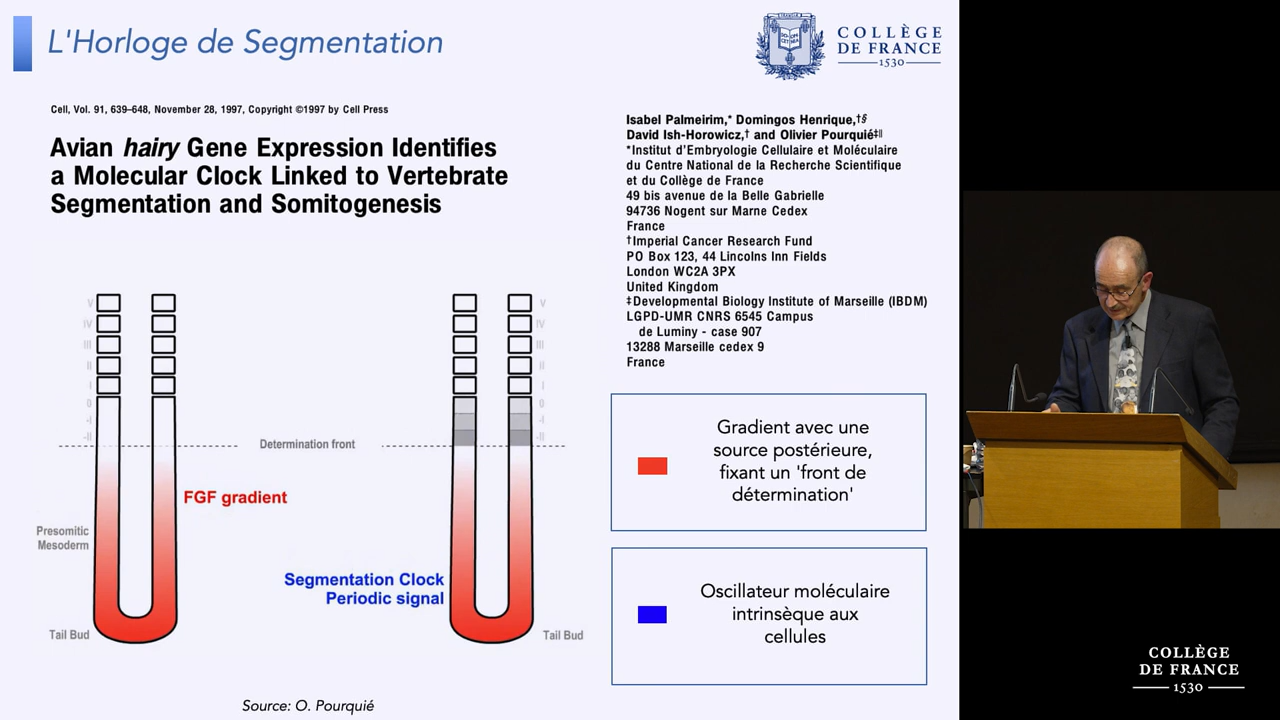 L'Horloge de Segmentation
COLLÈGE
DE FRANCE
1530
Cell, Vol. 91, 639–648, November 28, 1997, Copyright ©1997 by Cell Press
Avian hairy Gene Expression Identifies
a Molecular Clock Linked to Vertebrate
Segmentation and Somitogenesis
Isabel Palmeirim,* Domingos Henrique,†§
David Ish-Horowicz,† and Olivier Pourquié‡||
*Institut d'Embryologie Cellulaire et Moléculaire
du Centre National de la Recherche Scientifique
et du Collège de France
49 bis avenue de la Belle Gabrielle
94736 Nogent sur Marne Cedex
France
†Imperial Cancer Research Fund
PO Box 123, 44 Lincolns Inn Fields
London WC2A 3PX
United Kingdom
‡Developmental Biology Institute of Marseille (IBDM)
LGPD-UMR CNRS 6545 Campus
de Luminy - case 907
13288 Marseille cedex 9
France
V
IV
III
II
I
0
-I
-II
V
IV
III
II
I
0
-I
-II
Determination front
FGF gradient
Presomitic
Mesoderm
Segmentation Clock
Periodic signal
Tail Bud
Tail Bud
Gradient avec une
source postérieure,
fixant un 'front de
détermination'
Oscillateur moléculaire
intrinsèque aux
cellules
Source: O. Pourquié
COLLÈGE
DE FRANCE
1530